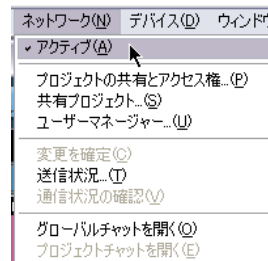 ネットワーク(N) デバイス(D) ウィンドウ
✓ アクティブ(A)
プロジェクトの共有とアクセス権...(P)
共有プロジェクト...(S)
ユーザーマネージャー...(U)
変更を確定(C)
送信状況...(T)
通信状況の確認(V)
グローバルチャットを開く(O)
プロジェクトチャットを開く(E)